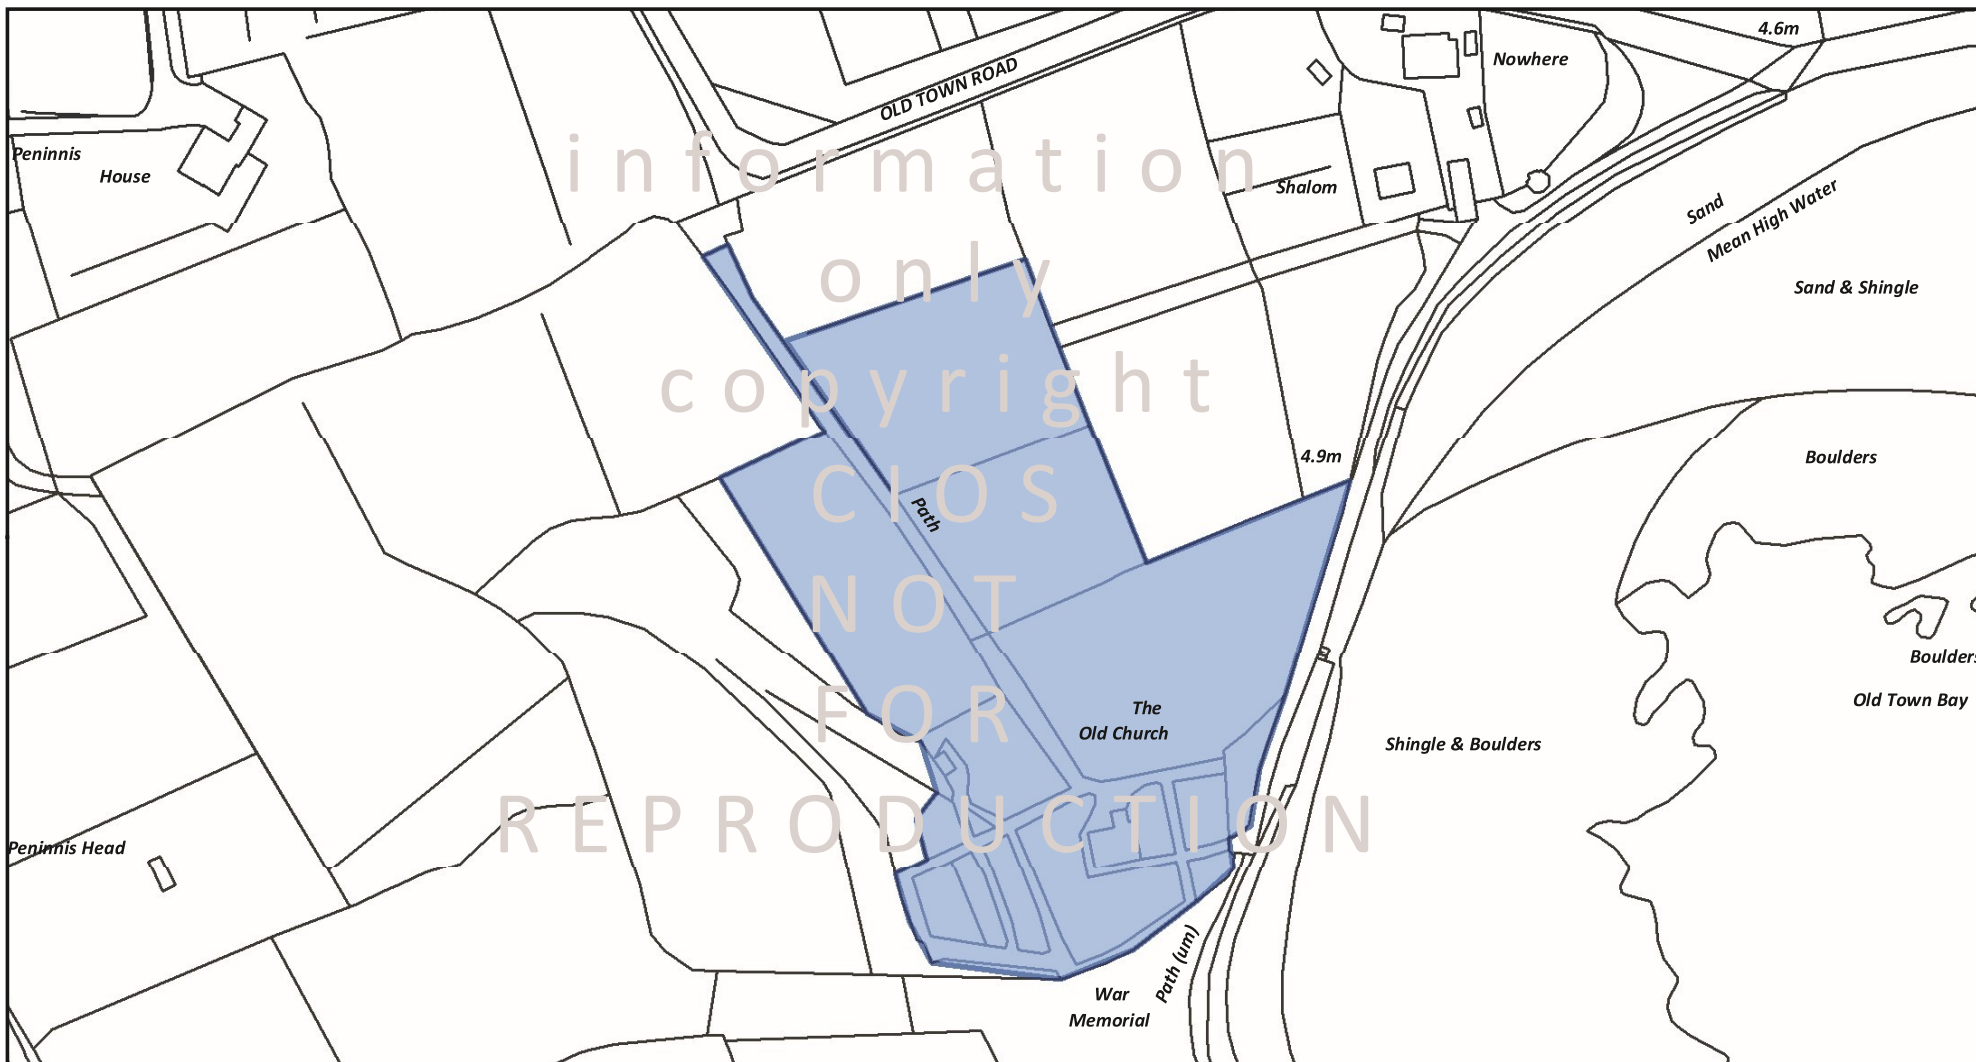 4.6m
Nowhere
OLD TOWN ROAD
Peninnis
House
information
Shalom
Sand
Mean High Water
only
Sand & Shingle
copyright
4.9m
Boulders
CIOS
Path
NOT
Boulders
Old Town Bay
FOR
The
Old Church
Shingle & Boulders
REPRODUCTION
Peninnis Head
Path (um)
War
Memorial